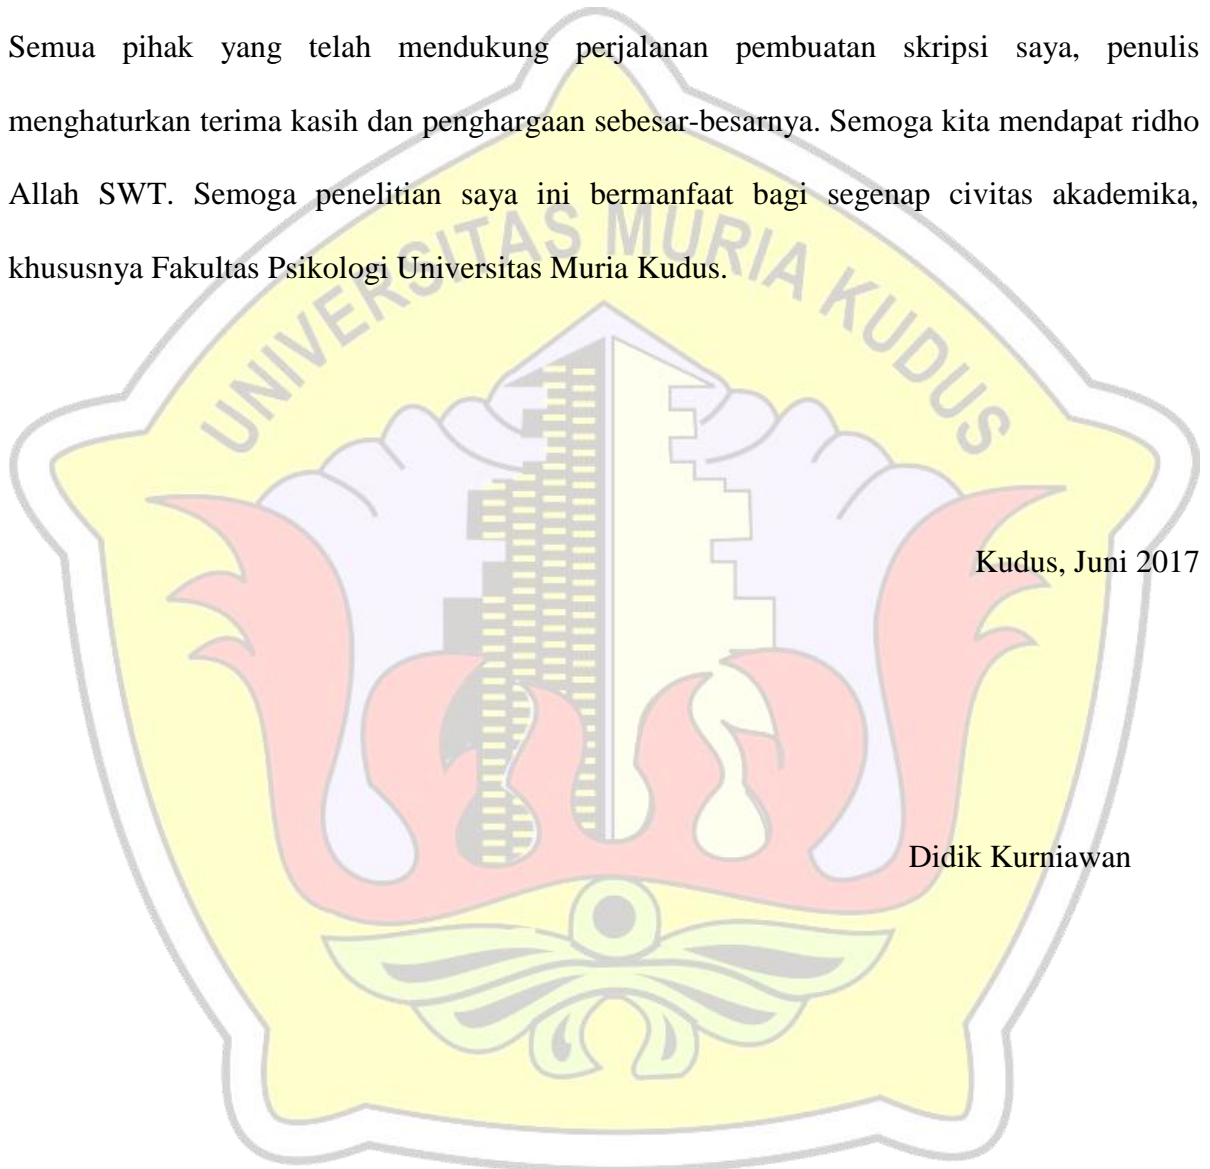 Semua pihak yang telah mendukung perjalanan pembuatan skripsi saya, penulis
menghaturkan terima kasih dan penghargaan sebesar-besarnya. Semoga kita mendapat ridho
Allah SWT. Semoga penelitian saya ini bermanfaat bagi segenap civitas akademika,
khususnya Fakultas Psikologi Universitas Muria Kudus.
UNIVERSITAS MURIA KUDUS
Kudus, Juni 2017
Didik Kurniawan